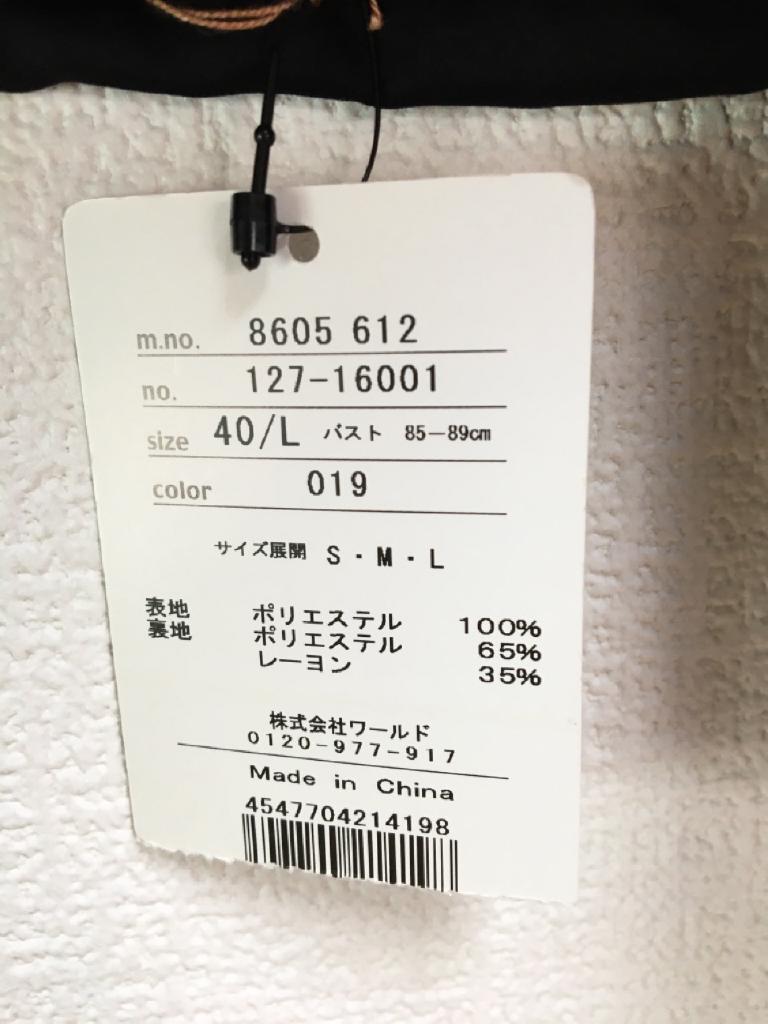 m.no. 8605 612
no. 127-16001
size 40/L バスト 85-89cm
color 019
サイズ展開 S・M・L
表地 ポリエステル 100%
裏地 ポリエステル 65%
レーヨン 35%
株式会社ワールド
0120-977-917
Made in China
4547704214198